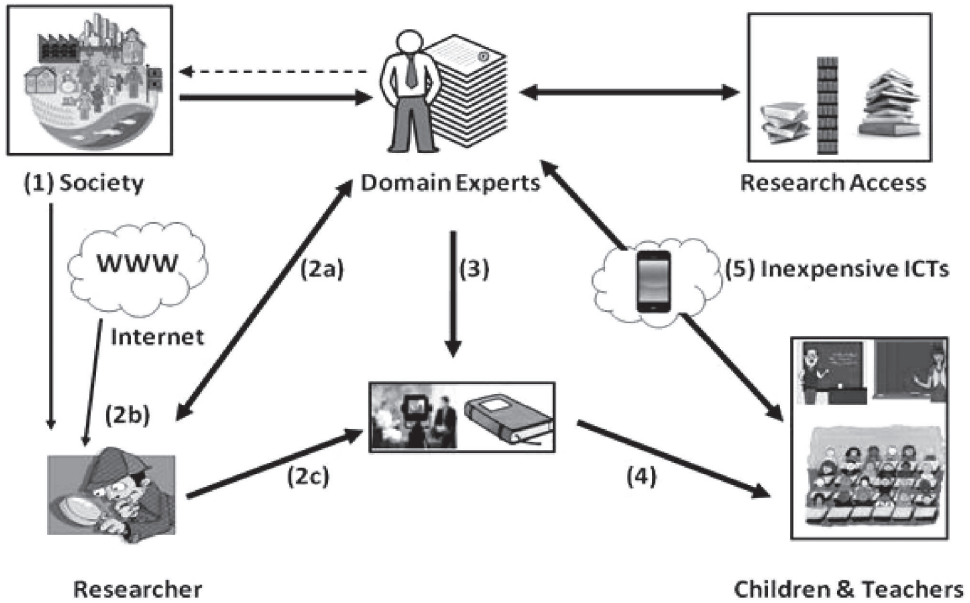 (1) Society
Domain Experts
Research Access
WWW
Internet
(2a)
(3)
(5) Inexpensive ICTs
(2b)
(2c)
(4)
Researcher
Children & Teachers